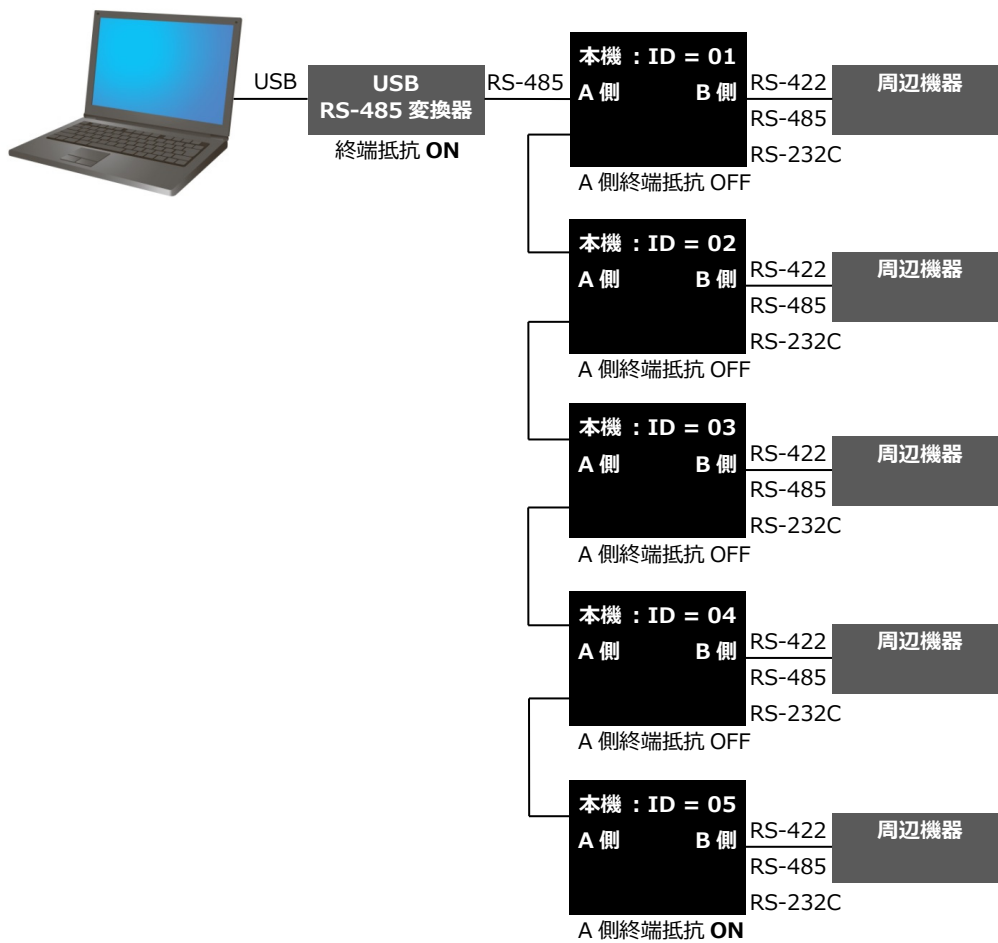 USB
USB
RS-485 変換器
終端抵抗 ON
RS-485
本機 : ID = 01
A 側 B 側
A 側終端抵抗 OFF
RS-422
RS-485
RS-232C
周辺機器
本機 : ID = 02
A 側 B 側
A 側終端抵抗 OFF
RS-422
RS-485
RS-232C
周辺機器
本機 : ID = 03
A 側 B 側
A 側終端抵抗 OFF
RS-422
RS-485
RS-232C
周辺機器
本機 : ID = 04
A 側 B 側
A 側終端抵抗 OFF
RS-422
RS-485
RS-232C
周辺機器
本機 : ID = 05
A 側 B 側
A 側終端抵抗 ON
RS-422
RS-485
RS-232C
周辺機器